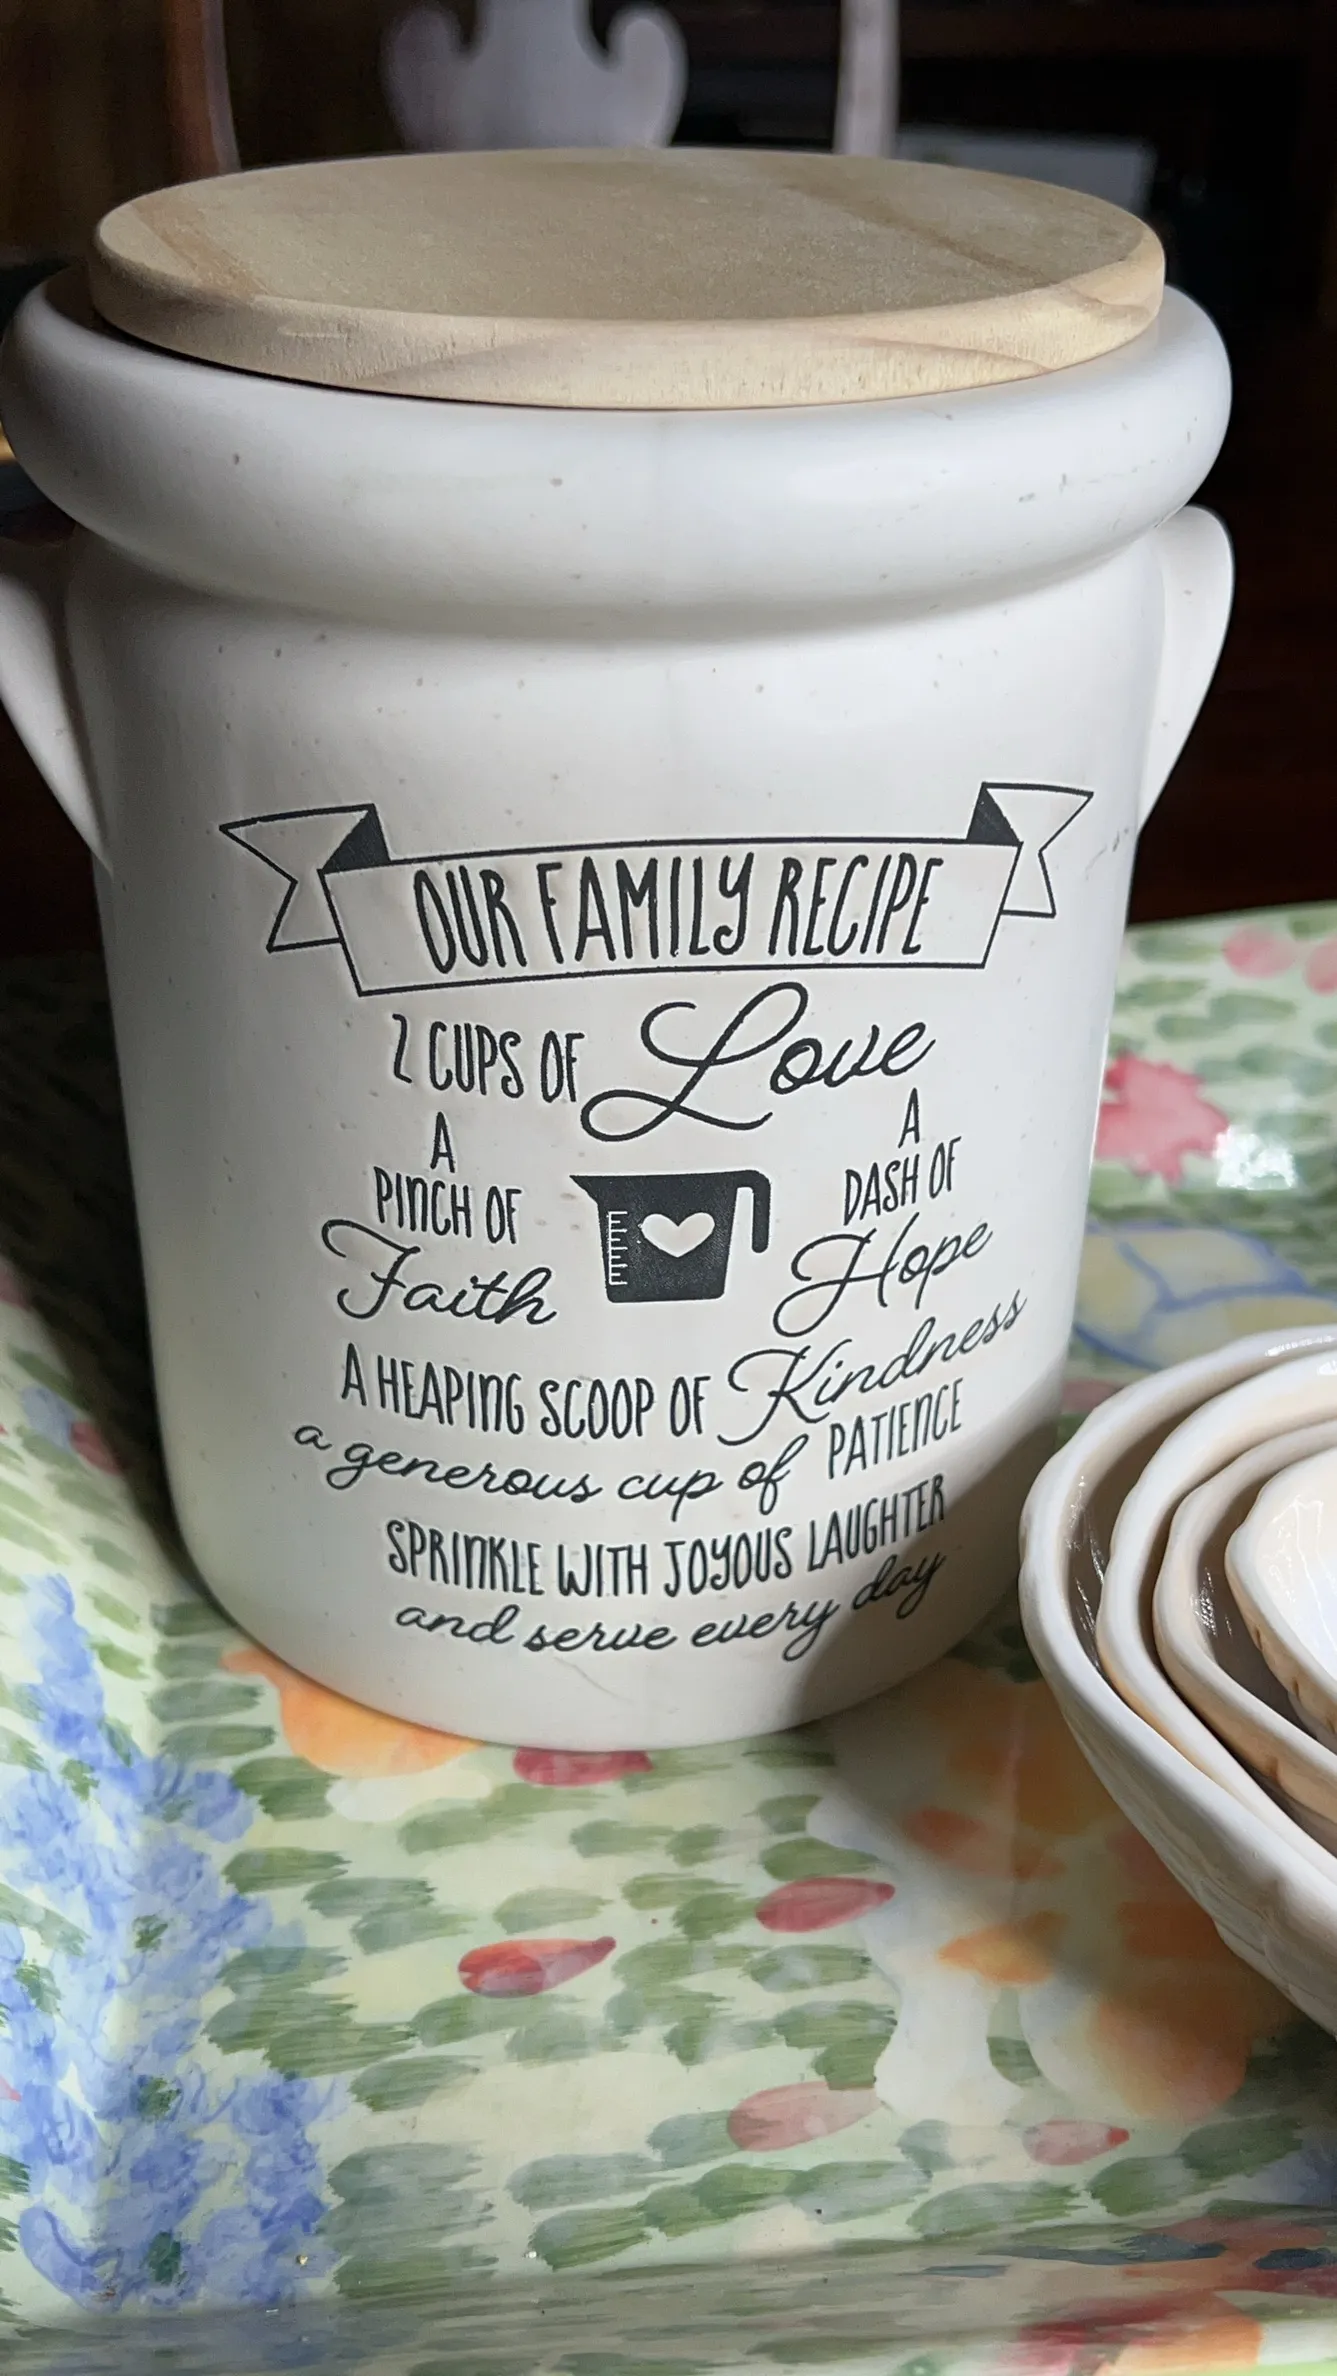 OUR FAMILY RECIPE
2 CUPS OF Love
A
PINCH OF
Faith
A
DASH OF
Hope
A HEAPING SCOOP OF Kindness
a generous cup of PATIENCE
SPRINKLE WITH JOYOUS LAUGHTER
and serve every day